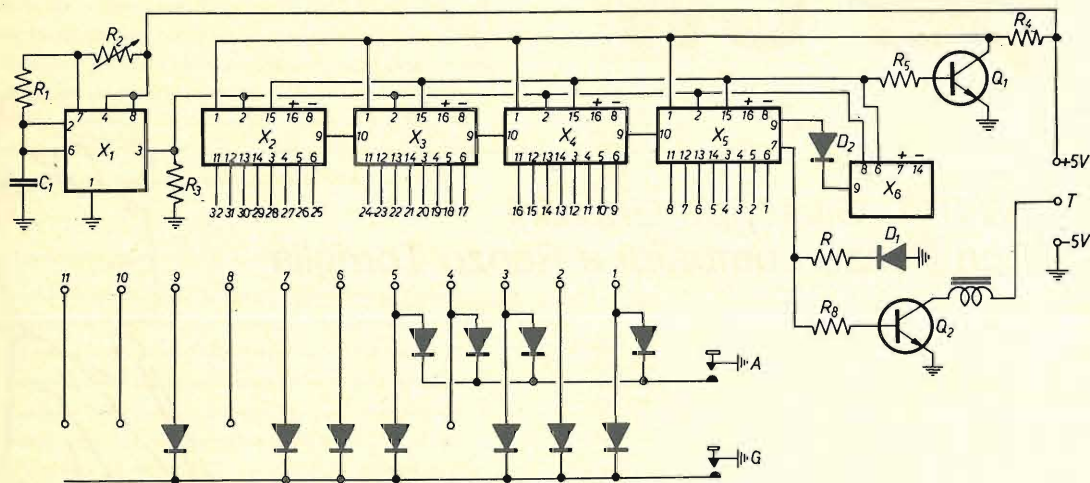 R4
R2
R5
Q1
R1
7 4 8
1 2 15 16 8 + −
1 2 15 16 8 + −
1 2 15 16 8 + −
1 2 15 16 8 + −
2 X1 3
6
1
X2 9
10 X3 9
10 X4 9
10 X5 9
7
D2
8 6 7 14 + −
9 X6
11 12 13 14 3 4 5 6
11 12 13 14 3 4 5 6
11 12 13 14 3 4 5 6
11 12 13 14 3 4 5 6
C1
R3
32 31 30 29 28 27 26 25
24 23 22 21 20 19 18 17
16 15 14 13 12 11 10 9
8 7 6 5 4 3 2 1
+5V
T
−5V
R D1
R8
Q2
11 10 9 8 7 6 5 4 3 2 1
A
G